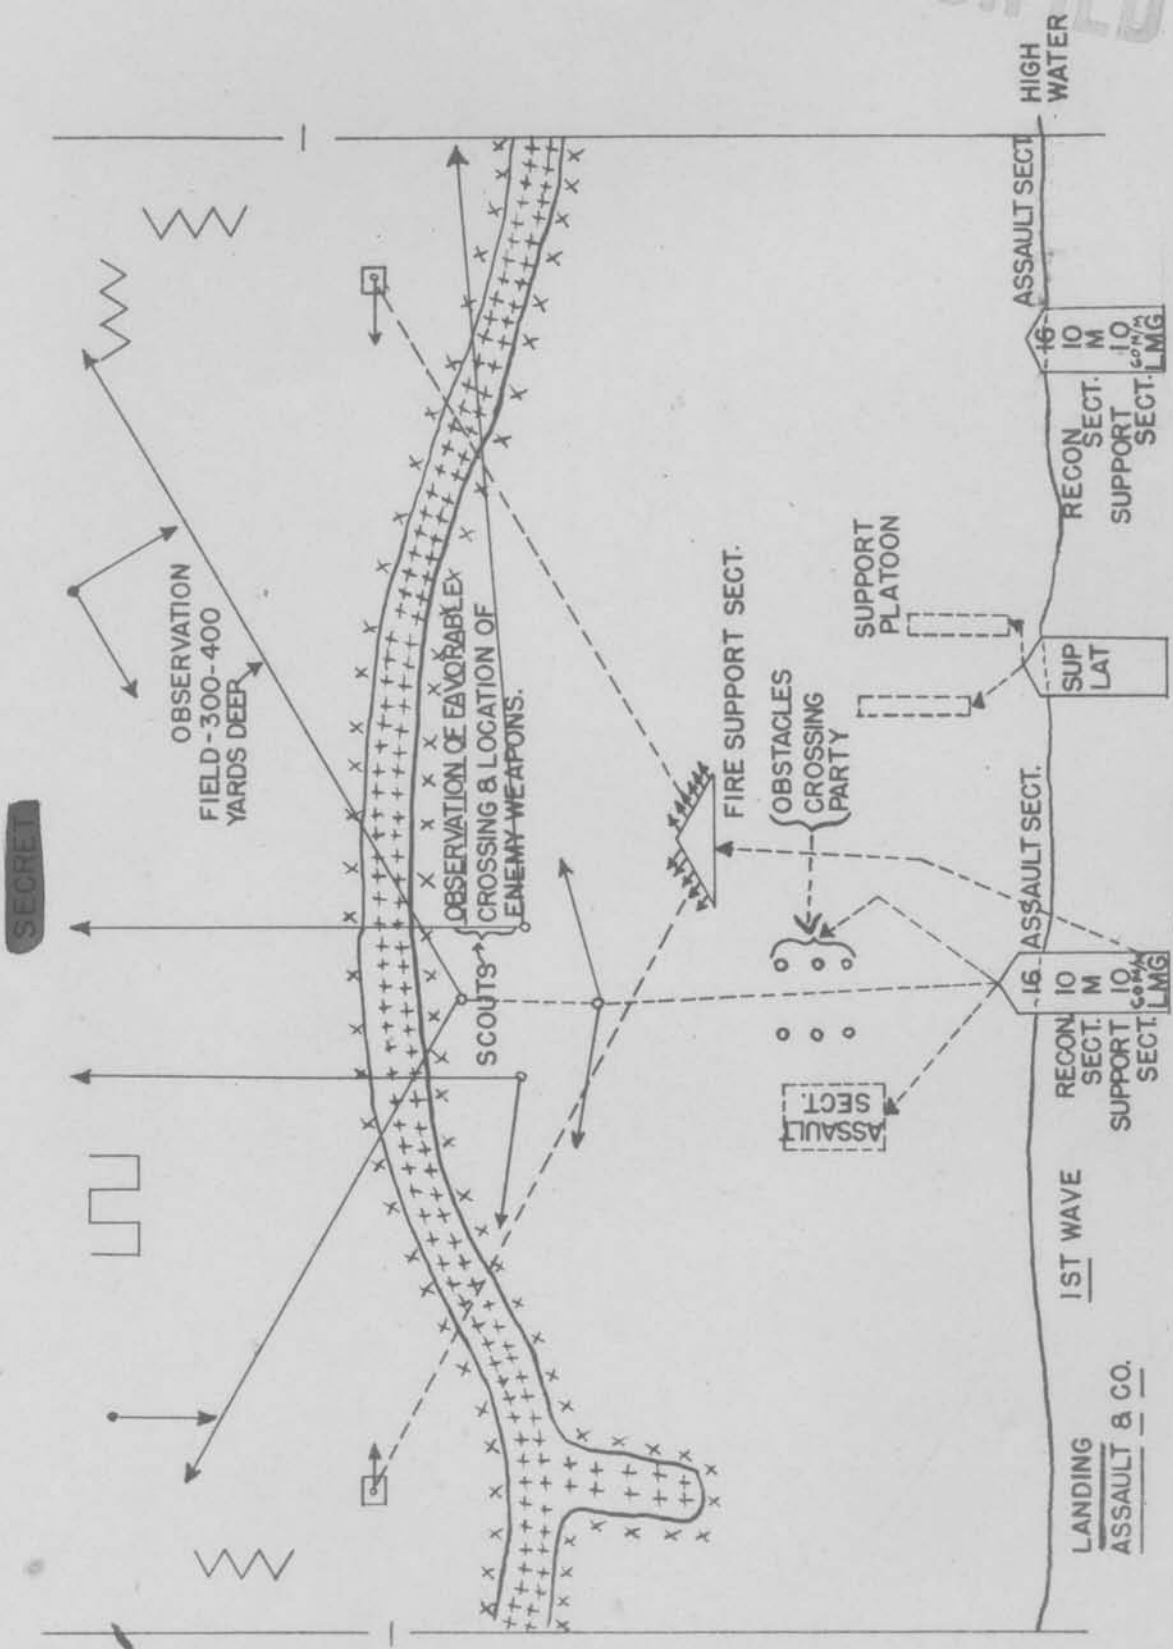 SECRET
OBSERVATION
FIELD-300-400
YARDS DEEP
OBSERVATION OF FAVORABLE
CROSSING & LOCATION OF
ENEMY WEAPONS.
SCOUTS
FIRE SUPPORT SECT.
OBSTACLES
CROSSING
PARTY
SUPPORT
PLATOON
ASSAULT
SECT.
HIGH
WATER
ASSAULT SECT.
16
10
M
10
60 M/M
LMG
RECON
SECT.
SUPPORT
SECT.
SUP
LAT
ASSAULT SECT
16
10
M
10
60 M/M
LMG
RECON
SECT.
SUPPORT
SECT.
1ST WAVE
LANDING
ASSAULT & CO.